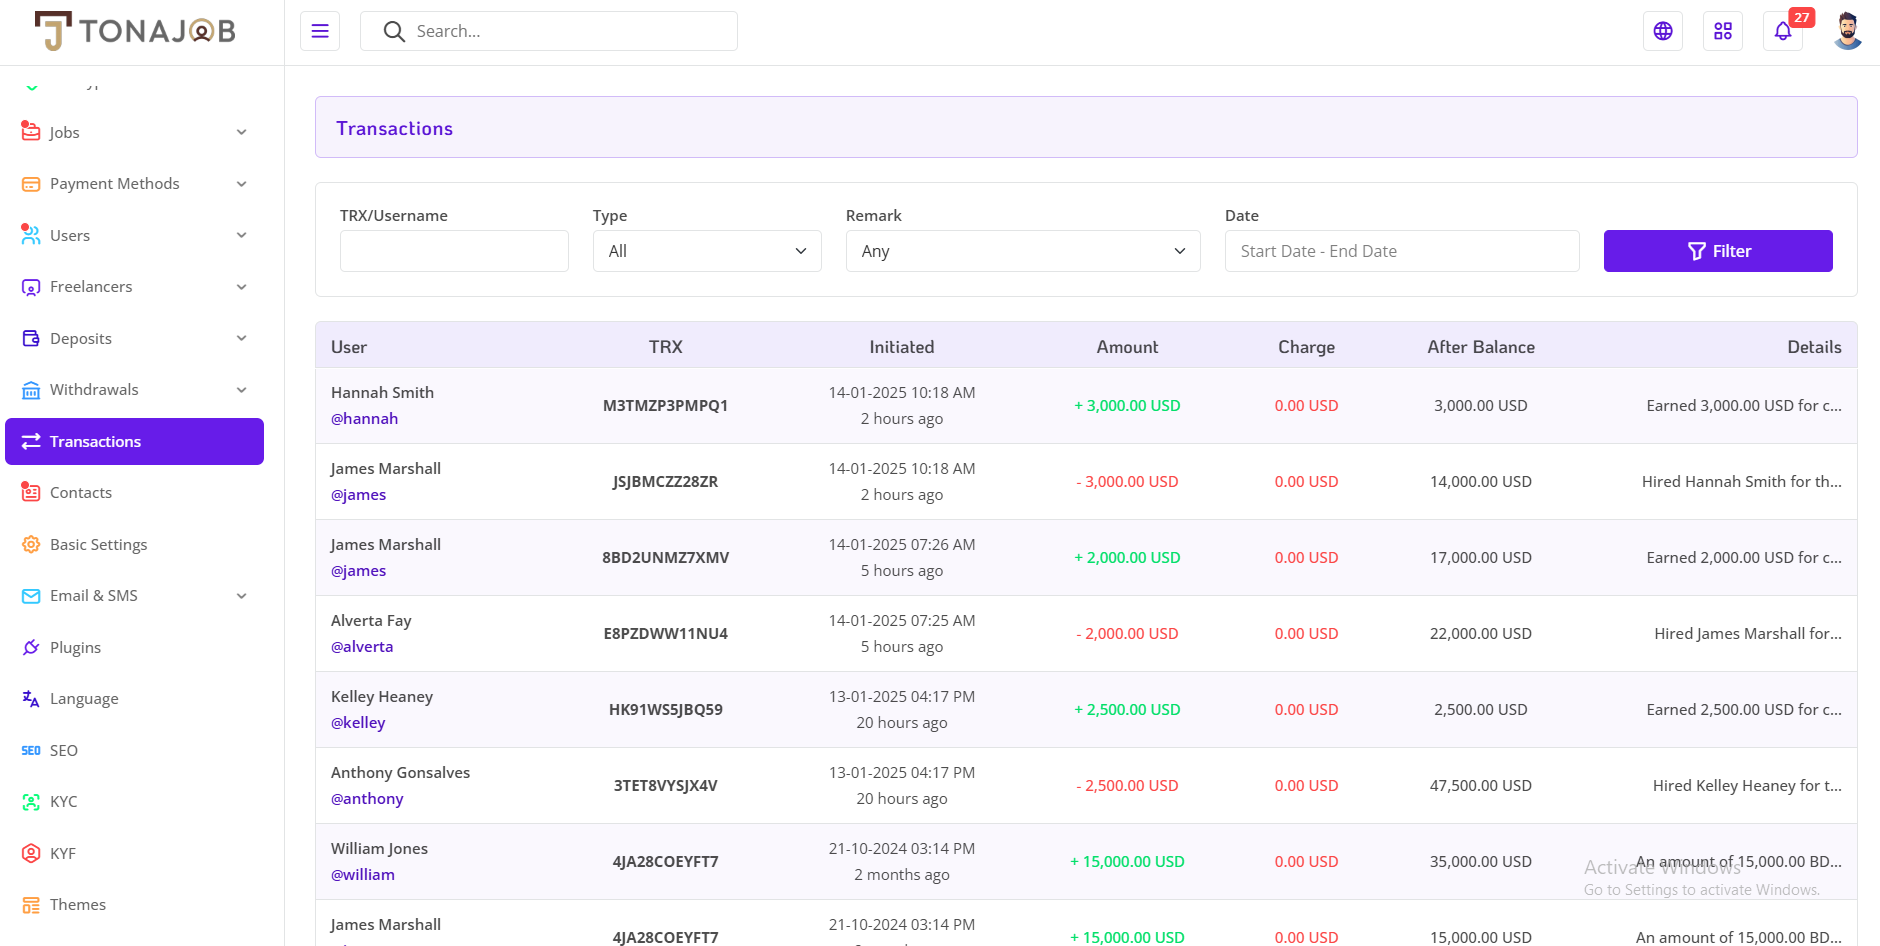 TONAJOB
Search...
27
Jobs
Payment Methods
Users
Freelancers
Deposits
Withdrawals
Transactions
Contacts
Basic Settings
Email & SMS
Plugins
Language
SEO SEO
KYC
KYF
Themes
Transactions
TRX/Username Type Remark Date
All Any Start Date - End Date Filter
User TRX Initiated Amount Charge After Balance Details
Hannah Smith
@hannah
M3TMZP3PMPQ1
14-01-2025 10:18 AM
2 hours ago
+ 3,000.00 USD
0.00 USD
3,000.00 USD
Earned 3,000.00 USD for c...
James Marshall
@james
JSJBMCZZ28ZR
14-01-2025 10:18 AM
2 hours ago
- 3,000.00 USD
0.00 USD
14,000.00 USD
Hired Hannah Smith for th...
James Marshall
@james
8BD2UNMZ7XMV
14-01-2025 07:26 AM
5 hours ago
+ 2,000.00 USD
0.00 USD
17,000.00 USD
Earned 2,000.00 USD for c...
Alverta Fay
@alverta
E8PZDWW11NU4
14-01-2025 07:25 AM
5 hours ago
- 2,000.00 USD
0.00 USD
22,000.00 USD
Hired James Marshall for...
Kelley Heaney
@kelley
HK91WS5JBQ59
13-01-2025 04:17 PM
20 hours ago
+ 2,500.00 USD
0.00 USD
2,500.00 USD
Earned 2,500.00 USD for c...
Anthony Gonsalves
@anthony
3TET8VYSJX4V
13-01-2025 04:17 PM
20 hours ago
- 2,500.00 USD
0.00 USD
47,500.00 USD
Hired Kelley Heaney for t...
William Jones
@william
4JA28COEYFT7
21-10-2024 03:14 PM
2 months ago
+ 15,000.00 USD
0.00 USD
35,000.00 USD
An amount of 15,000.00 BD...
Activate Windows
Go to Settings to activate Windows.
James Marshall
4JA28COEYFT7
21-10-2024 03:14 PM
+ 15,000.00 USD
0.00 USD
15,000.00 USD
An amount of 15,000.00 BD...